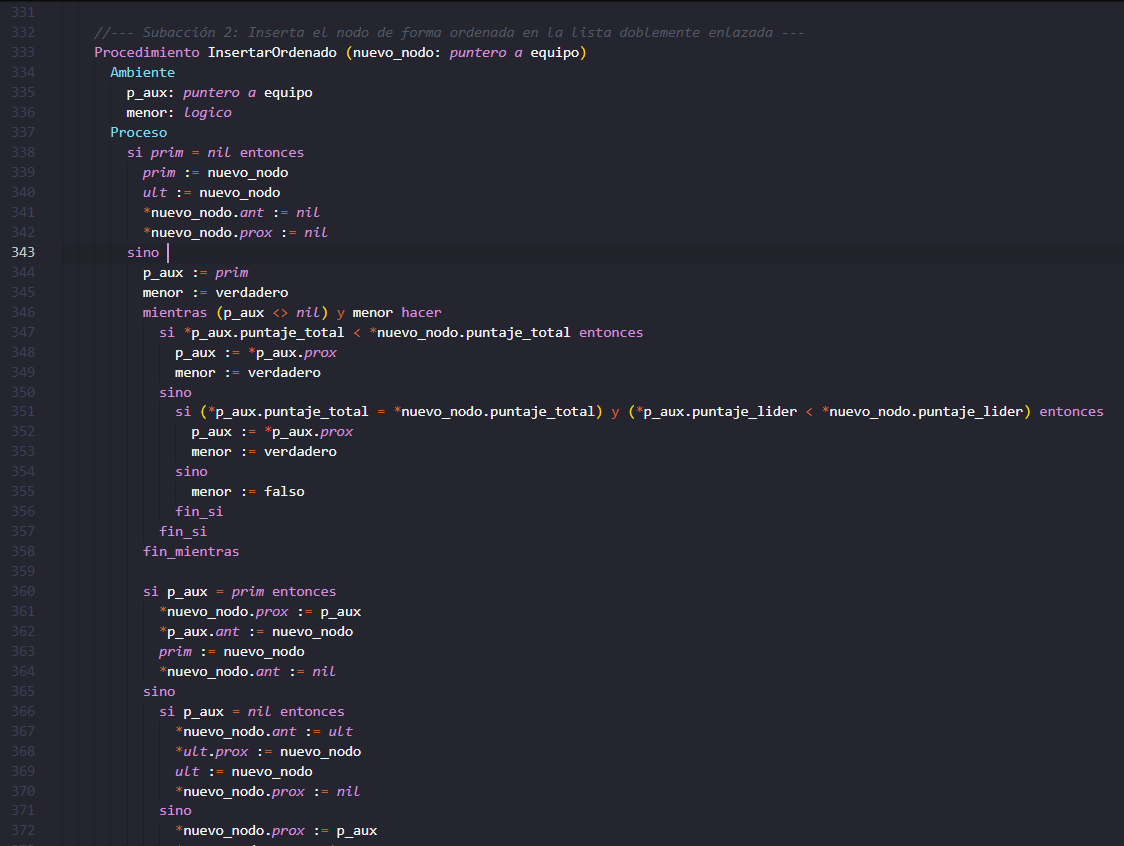 331
332 //--- Subacción 2: Inserta el nodo de forma ordenada en la lista doblemente enlazada ---
333 Procedimiento InsertarOrdenado (nuevo_nodo: puntero a equipo)
334 Ambiente
335 p_aux: puntero a equipo
336 menor: logico
337 Proceso
338 si prim = nil entonces
339 prim := nuevo_nodo
340 ult := nuevo_nodo
341 *nuevo_nodo.ant := nil
342 *nuevo_nodo.prox := nil
343 sino
344 p_aux := prim
345 menor := verdadero
346 mientras (p_aux <> nil) y menor hacer
347 si *p_aux.puntaje_total < *nuevo_nodo.puntaje_total entonces
348 p_aux := *p_aux.prox
349 menor := verdadero
350 sino
351 si (*p_aux.puntaje_total = *nuevo_nodo.puntaje_total) y (*p_aux.puntaje_lider < *nuevo_nodo.puntaje_lider) entonces
352 p_aux := *p_aux.prox
353 menor := verdadero
354 sino
355 menor := falso
356 fin_si
357 fin_si
358 fin_mientras
359
360 si p_aux = prim entonces
361 *nuevo_nodo.prox := p_aux
362 *p_aux.ant := nuevo_nodo
363 prim := nuevo_nodo
364 *nuevo_nodo.ant := nil
365 sino
366 si p_aux = nil entonces
367 *nuevo_nodo.ant := ult
368 *ult.prox := nuevo_nodo
369 ult := nuevo_nodo
370 *nuevo_nodo.prox := nil
371 sino
372 *nuevo_nodo.prox := p_aux